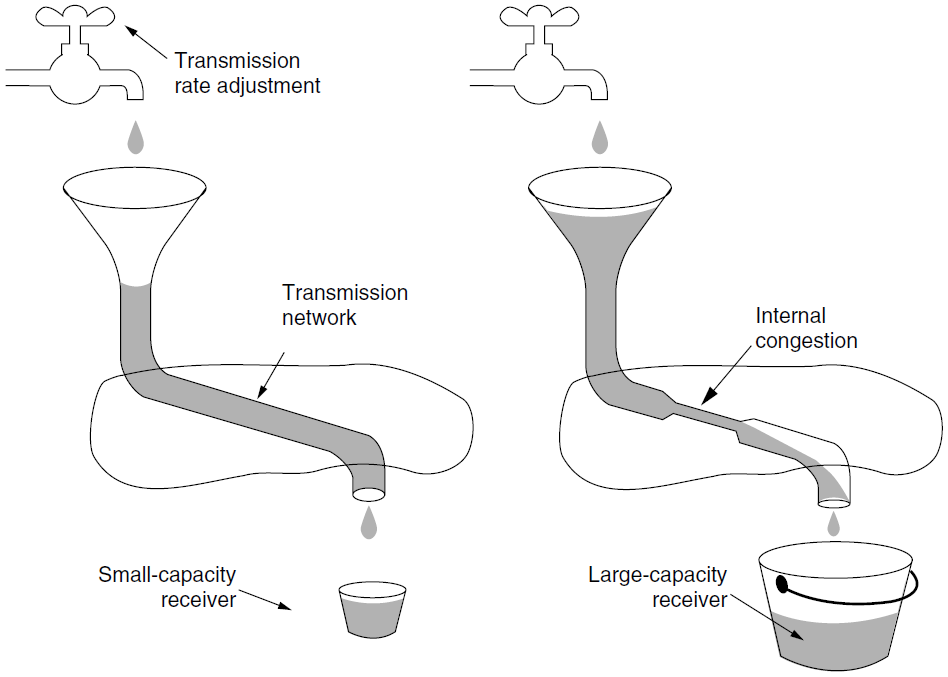 Transmission
rate adjustment
Transmission
network
Internal
congestion
Small-capacity
receiver
Large-capacity
receiver